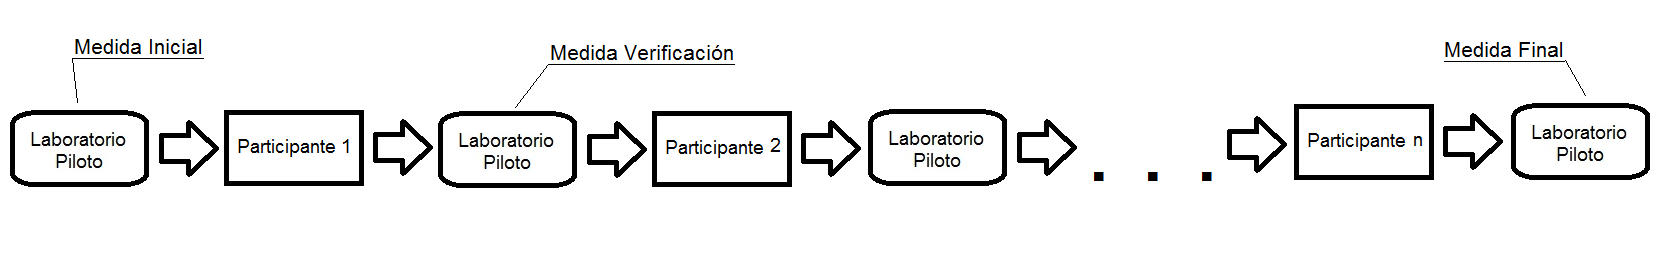 Medida Inicial
Medida Verificación
Medida Final
Laboratorio
Piloto
Participante 1
Laboratorio
Piloto
Participante 2
Laboratorio
Piloto
. . .
Participante n
Laboratorio
Piloto